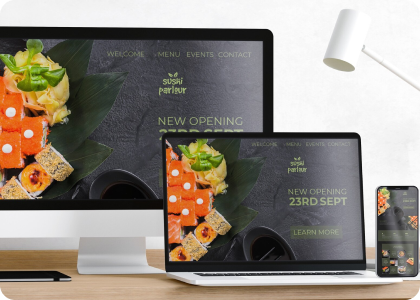 WELCOME MENU EVENTS CONTACT
sushi
parlour
NEW OPENING
23RD SEPT
WELCOME MENU EVENTS CONTACT
sushi
parlour
NEW OPENING
23RD SEPT
LEARN MORE